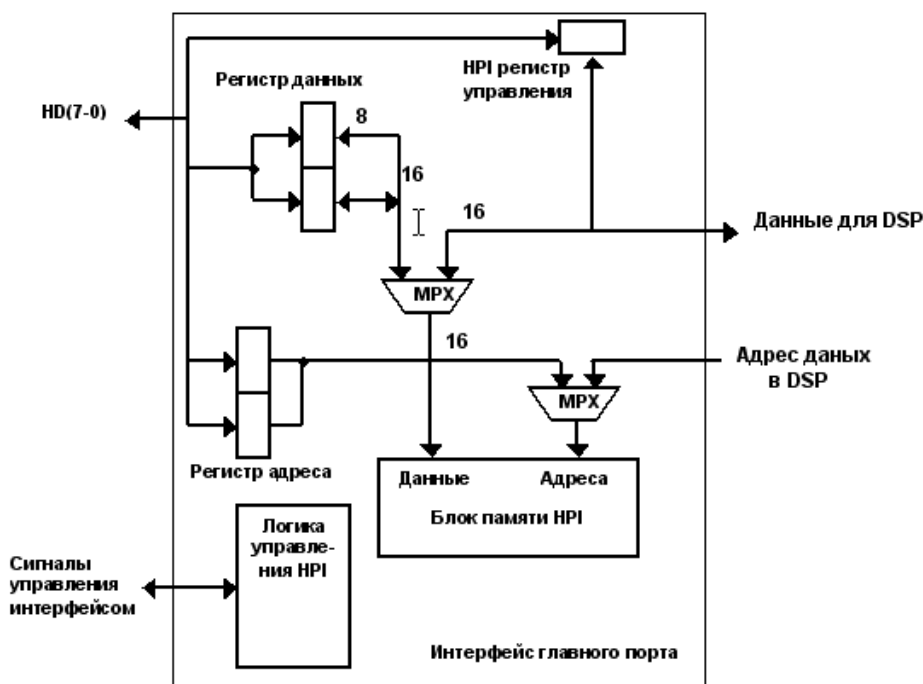 HPI регистр
управления
Регистр данных
HD(7-0)
8
16
16
Данные для DSP
MPX
16
Адрес даных
в DSP
MPX
Регистр адреса
Данные Адреса
Блок памяти HPI
Логика
управле-
ния HPI
Сигналы
управления
интерфейсом
Интерфейс главного порта